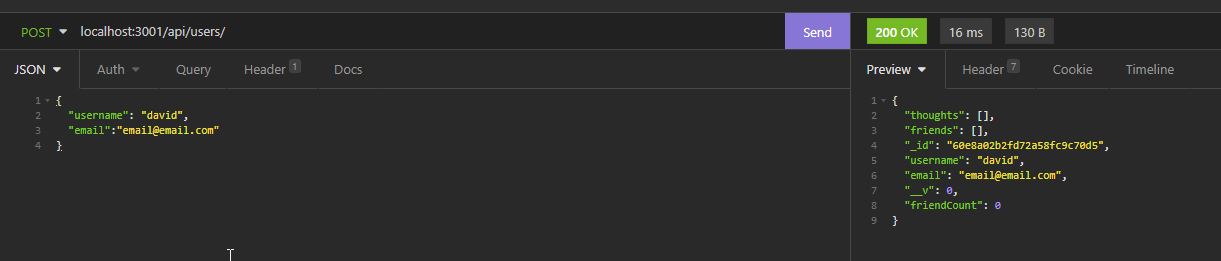 POST localhost:3001/api/users/ Send 200 OK 16 ms 130 B
JSON Auth Query Header 1 Docs Preview Header 7 Cookie Timeline
1 {
2 "username": "david",
3 "email":"email@email.com"
4 }
1 {
2 "thoughts": [],
3 "friends": [],
4 "_id": "60e8a02b2fd72a58fc9c70d5",
5 "username": "david",
6 "email": "email@email.com",
7 "__v": 0,
8 "friendCount": 0
9 }